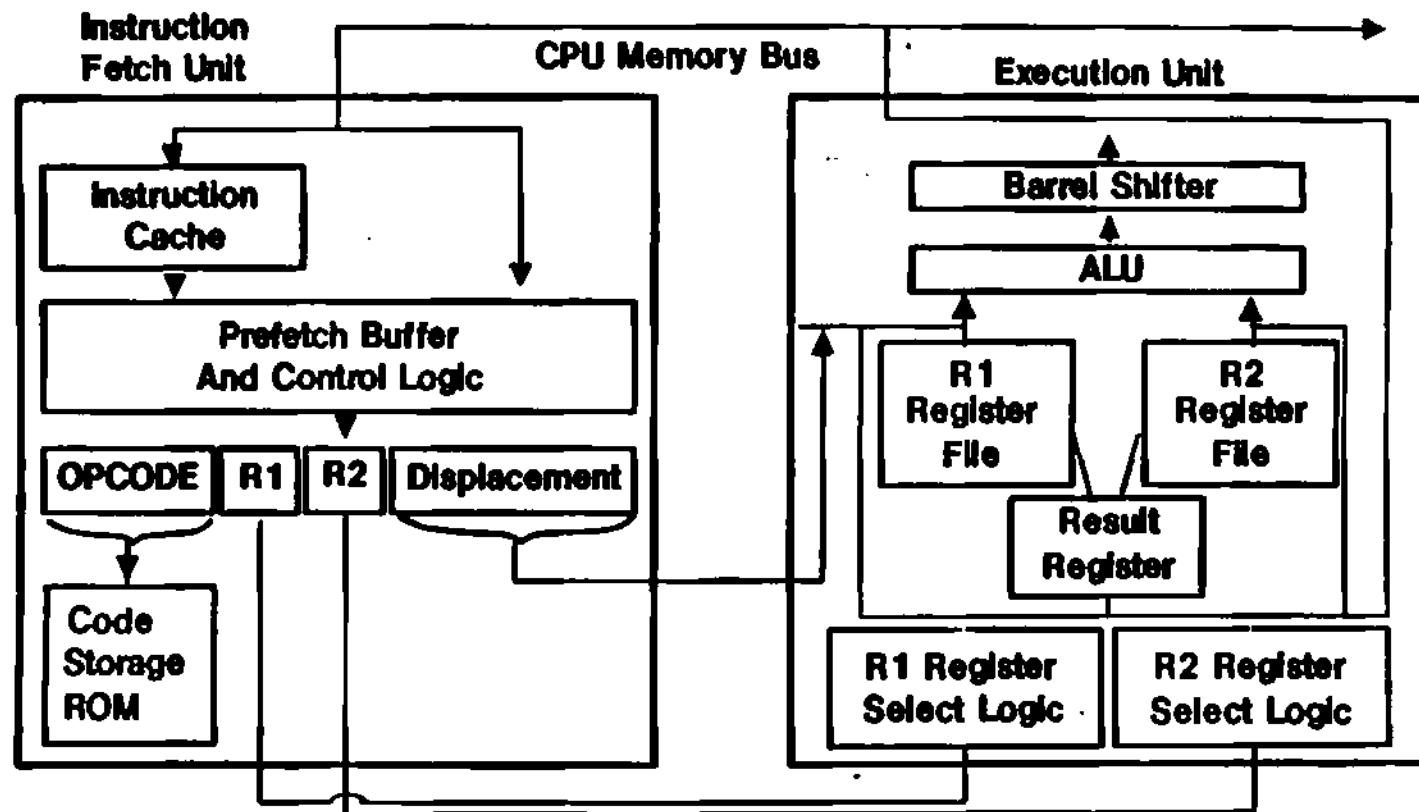 Instruction
Fetch Unit
CPU Memory Bus
Execution Unit
Instruction
Cache
Prefetch Buffer
And Control Logic
OPCODE
R1
R2
Displacement
Code
Storage
ROM
Barrel Shifter
ALU
R1
Register
File
R2
Register
File
Result
Register
R1 Register
Select Logic
R2 Register
Select Logic